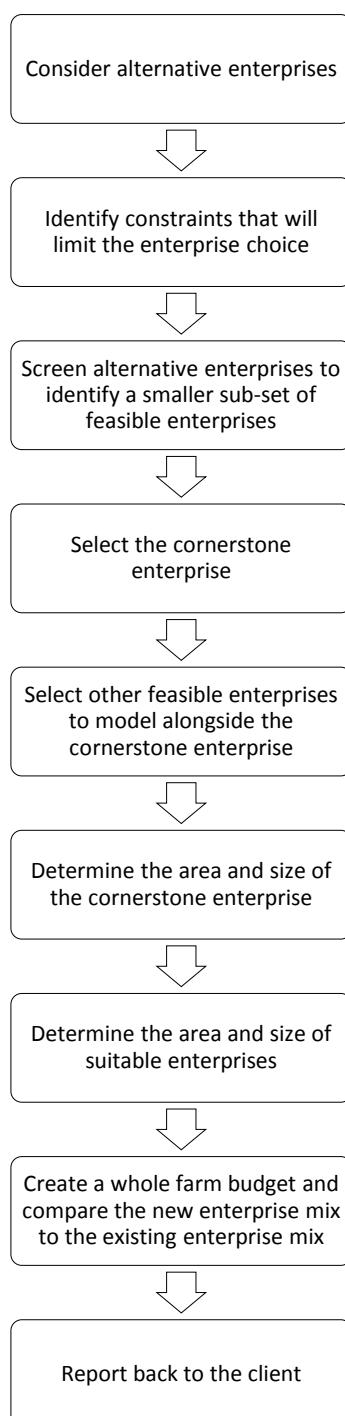 Consider alternative enterprises
Identify constraints that will
limit the enterprise choice
Screen alternative enterprises to
identify a smaller sub-set of
feasible enterprises
Select the cornerstone
enterprise
Select other feasible enterprises
to model alongside the
cornerstone enterprise
Determine the area and size of
the cornerstone enterprise
Determine the area and size of
suitable enterprises
Create a whole farm budget and
compare the new enterprise mix
to the existing enterprise mix
Report back to the client